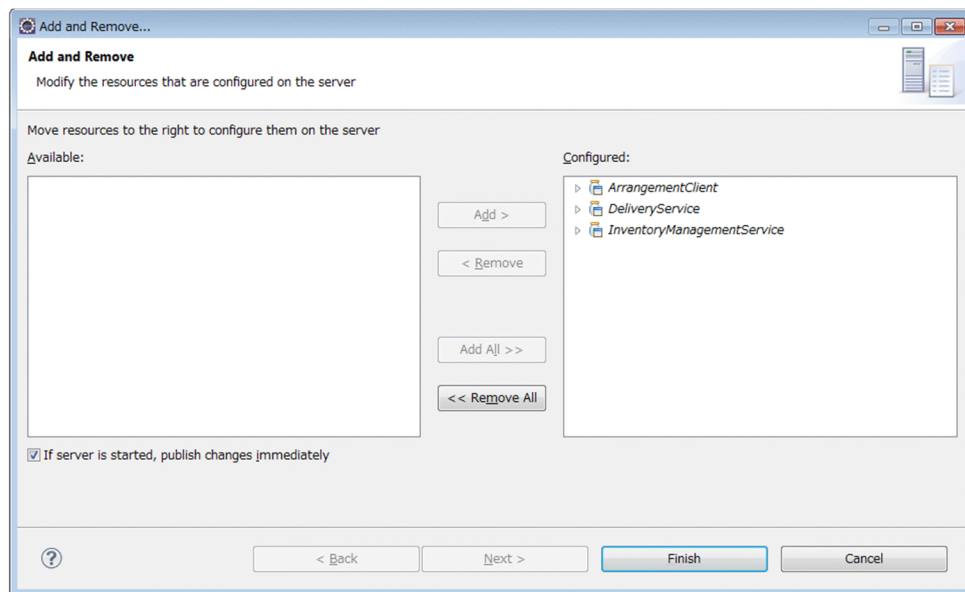 Add and Remove...
Add and Remove
Modify the resources that are configured on the server
Move resources to the right to configure them on the server
Available:
Configured:
ArrangementClient
DeliveryService
InventoryManagementService
Add >
< Remove
Add All >>
<< Remove All
If server is started, publish changes immediately
?
< Back
Next >
Finish
Cancel